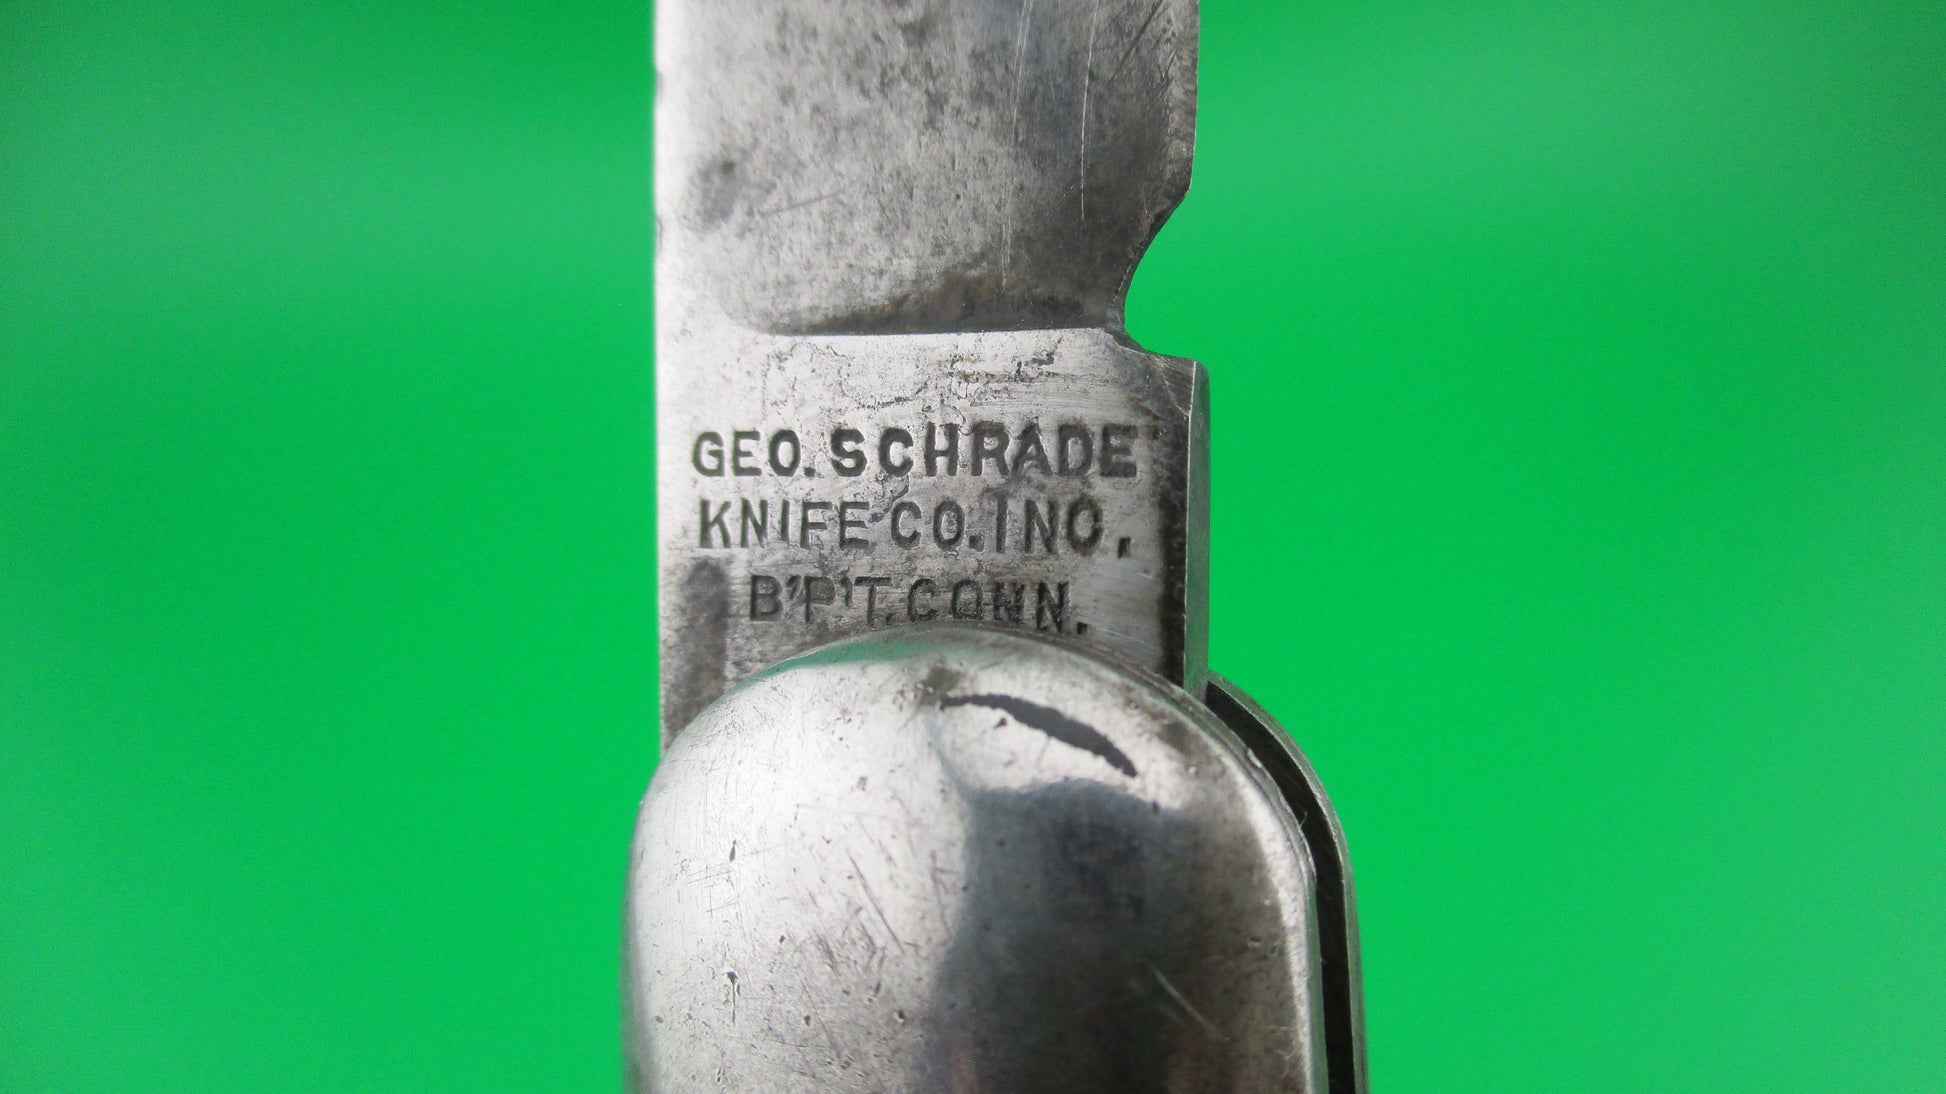 GEO. SCHRADE
KNIFE CO. INC.
B'P'T. CONN.